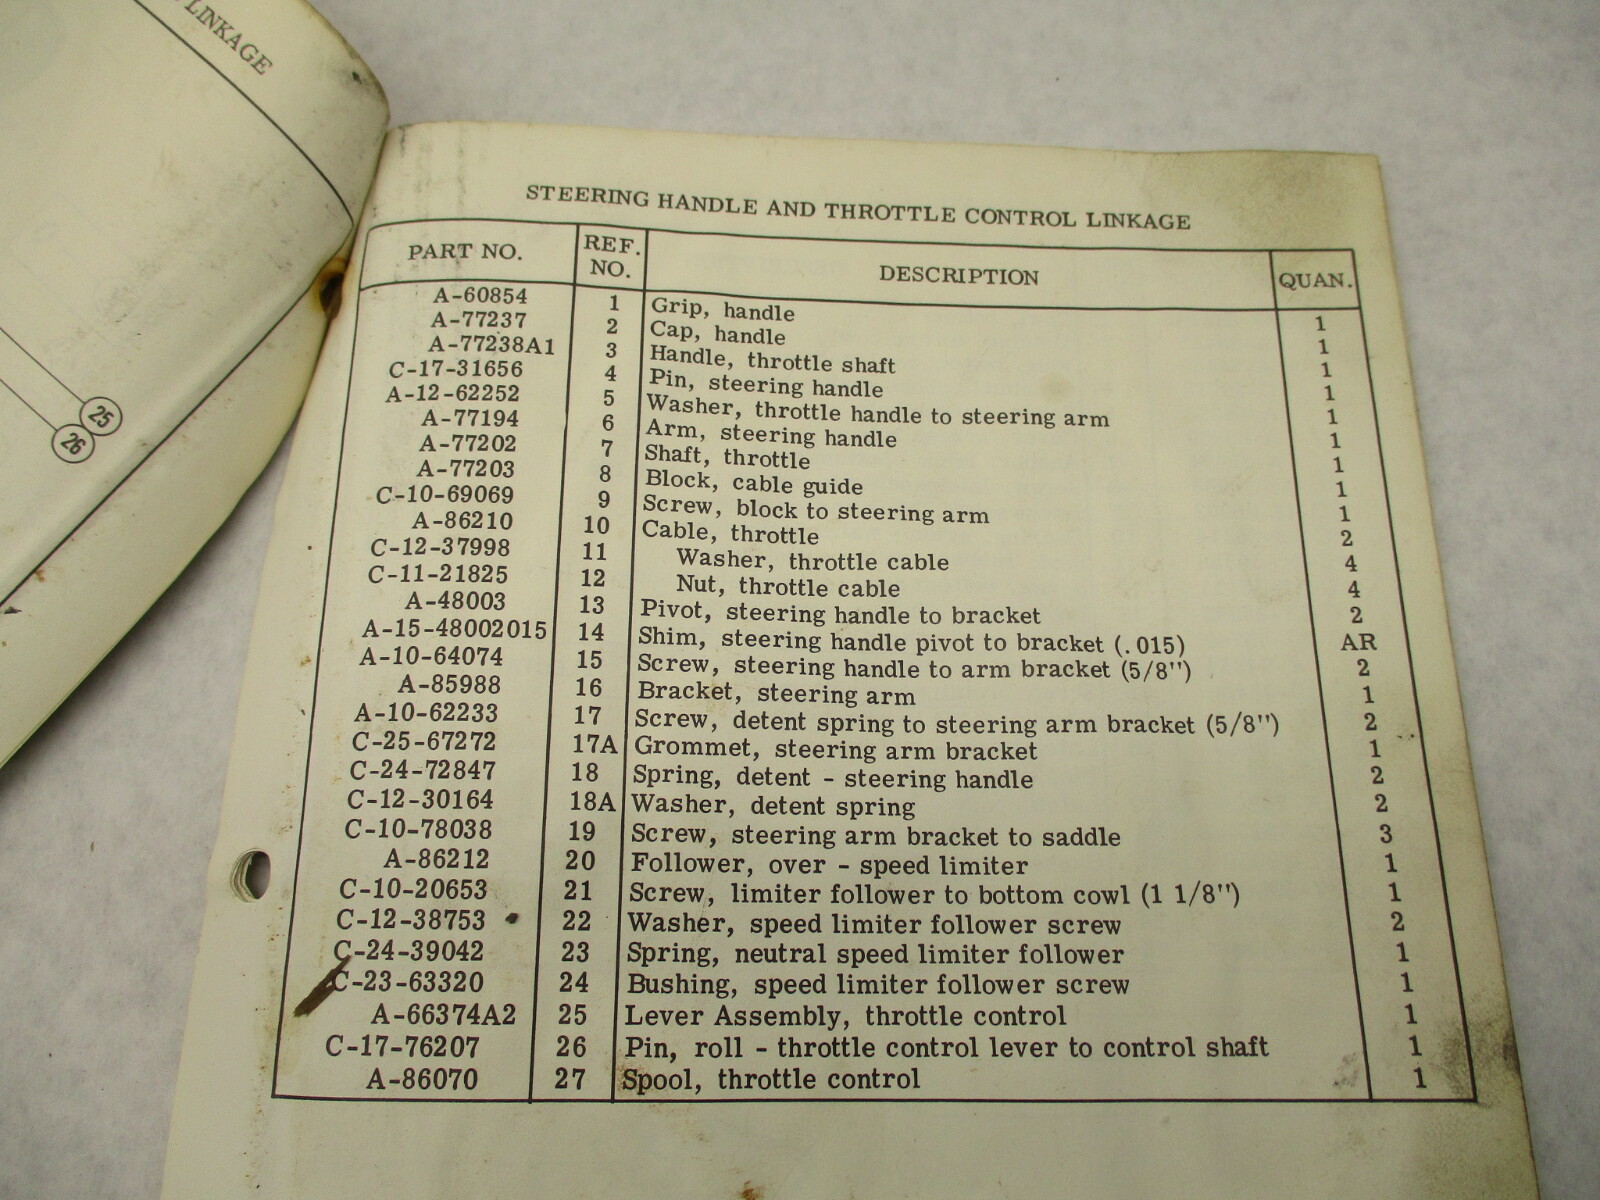 LINKAGE
25
26
STEERING HANDLE AND THROTTLE CONTROL LINKAGE
PART NO. REF. NO. DESCRIPTION QUAN.
A-60854 1 Grip, handle 1
A-77237 2 Cap, handle 1
A-77238A1 3 Handle, throttle shaft 1
C-17-31656 4 Pin, steering handle 1
A-12-62252 5 Washer, throttle handle to steering arm 1
A-77194 6 Arm, steering handle 1
A-77202 7 Shaft, throttle 1
A-77203 8 Block, cable guide 1
C-10-69069 9 Screw, block to steering arm 1
A-86210 10 Cable, throttle 2
C-12-37998 11 Washer, throttle cable 4
C-11-21825 12 Nut, throttle cable 4
A-48003 13 Pivot, steering handle to bracket 2
A-15-48002015 14 Shim, steering handle pivot to bracket (.015) AR
A-10-64074 15 Screw, steering handle to arm bracket (5/8") 2
A-85988 16 Bracket, steering arm 1
A-10-62233 17 Screw, detent spring to steering arm bracket (5/8") 2
C-25-67272 17A Grommet, steering arm bracket 1
C-24-72847 18 Spring, detent - steering handle 2
C-12-30164 18A Washer, detent spring 2
C-10-78038 19 Screw, steering arm bracket to saddle 3
A-86212 20 Follower, over - speed limiter 1
C-10-20653 21 Screw, limiter follower to bottom cowl (1 1/8") 1
C-12-38753 22 Washer, speed limiter follower screw 2
C-24-39042 23 Spring, neutral speed limiter follower 1
C-23-63320 24 Bushing, speed limiter follower screw 1
A-66374A2 25 Lever Assembly, throttle control 1
C-17-76207 26 Pin, roll - throttle control lever to control shaft 1
A-86070 27 Spool, throttle control 1